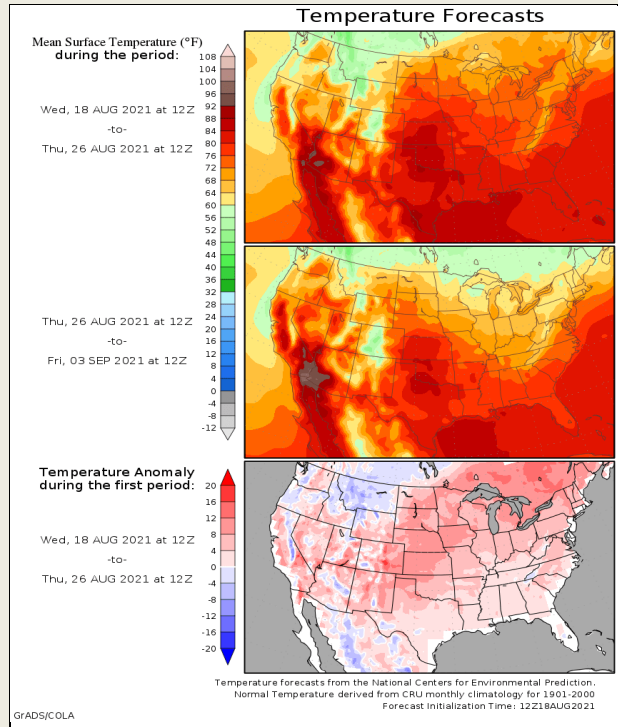 Temperature Forecasts
Mean Surface Temperature (°F)
during the period:
Wed, 18 AUG 2021 at 12Z
-to-
Thu, 26 AUG 2021 at 12Z
108
104
100
96
92
88
84
80
76
72
68
64
60
56
52
48
44
40
36
32
28
24
20
16
12
8
4
0
-4
-8
-12
Thu, 26 AUG 2021 at 12Z
-to-
Fri, 03 SEP 2021 at 12Z
Temperature Anomaly
during the first period:
Wed, 18 AUG 2021 at 12Z
-to-
Thu, 26 AUG 2021 at 12Z
20
16
12
8
4
0
-4
-8
-12
-16
-20
Temperature forecasts from the National Centers for Environmental Prediction.
Normal Temperature derived from CRU monthly climatology for 1901-2000
Forecast Initialization Time: 12Z18AUG2021
GrADS/COLA